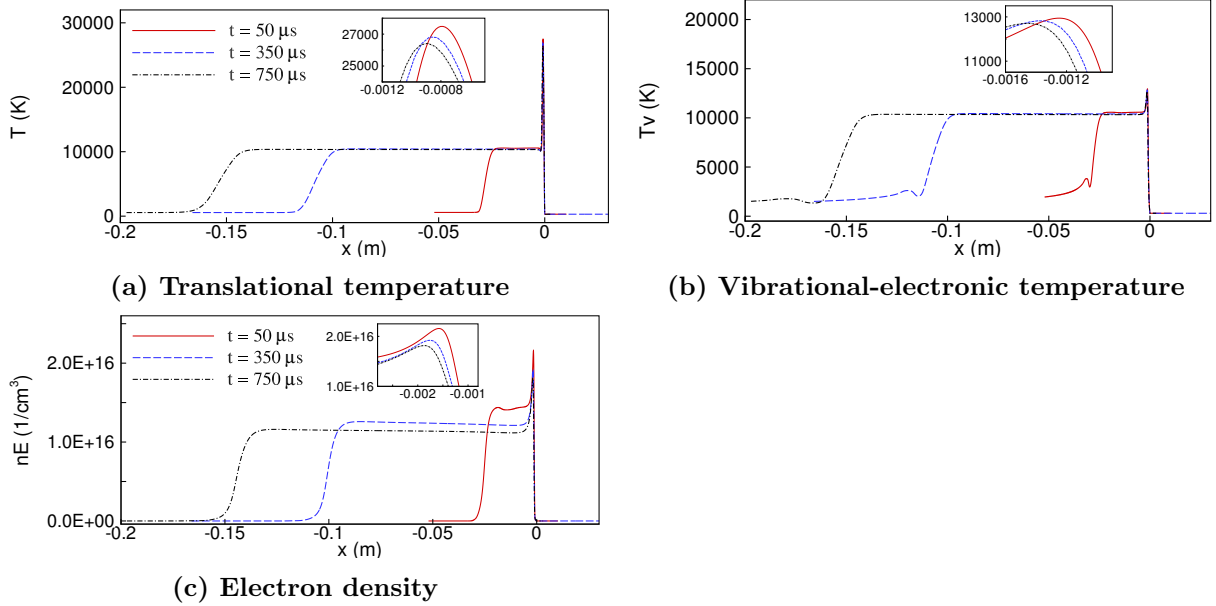 30000
20000
10000
0
T (K)
t = 50 μs
t = 350 μs
t = 750 μs
27000
25000
-0.0012 -0.0008
-0.2 -0.15 -0.1 -0.05 0
x (m)
(a) Translational temperature
20000
15000
10000
5000
0
Tv (K)
13000
11000
-0.0016 -0.0012
-0.2 -0.15 -0.1 -0.05 0
x (m)
(b) Vibrational-electronic temperature
2.0E+16
1.0E+16
0.0E+00
nE (1/cm³)
t = 50 μs
t = 350 μs
t = 750 μs
2.0E+16
1.0E+16
-0.002 -0.001
-0.2 -0.15 -0.1 -0.05 0
x (m)
(c) Electron density